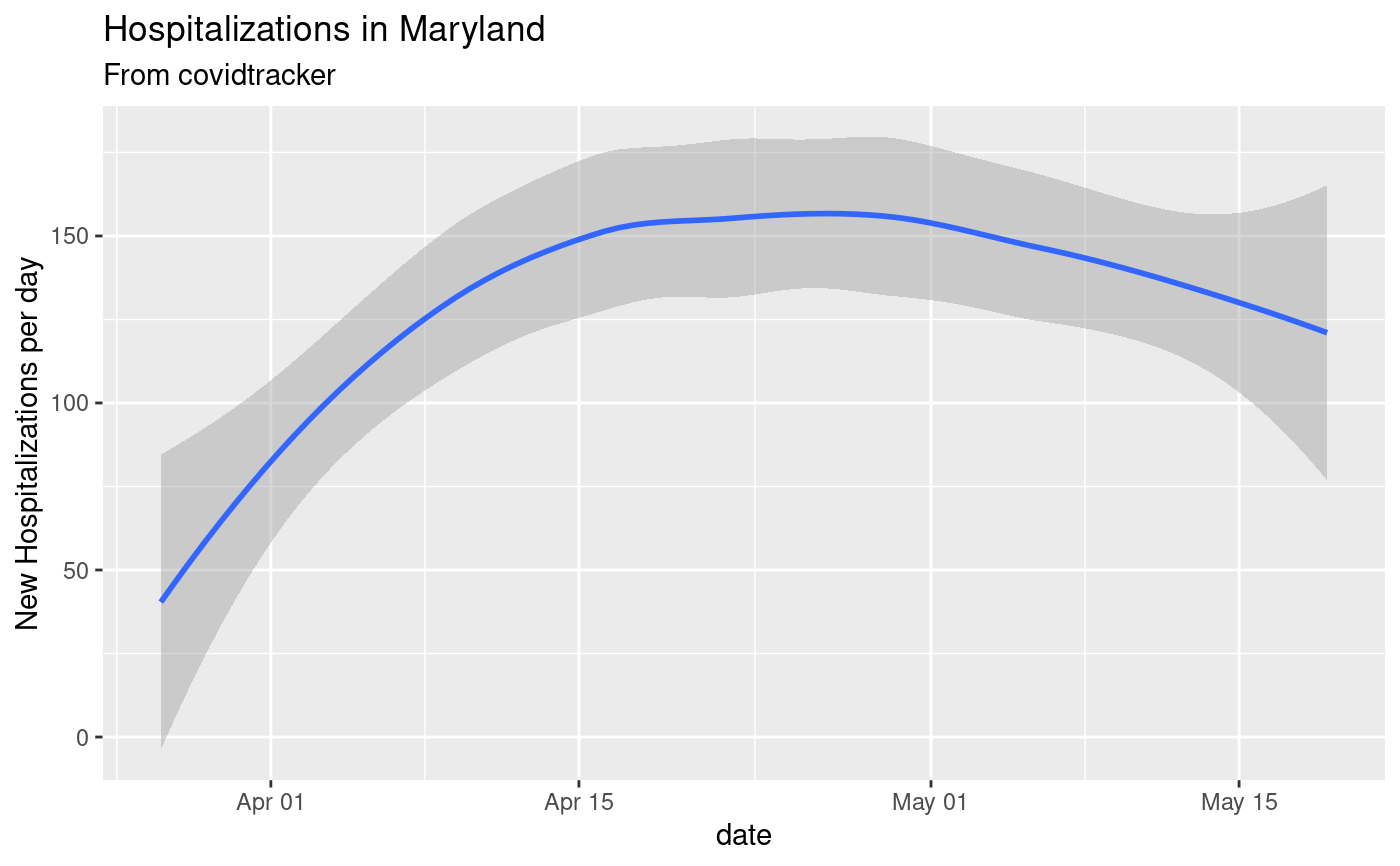 Hospitalizations in Maryland
From covidtracker
New Hospitalizations per day
150
100
50
0
Apr 01
Apr 15
May 01
May 15
date